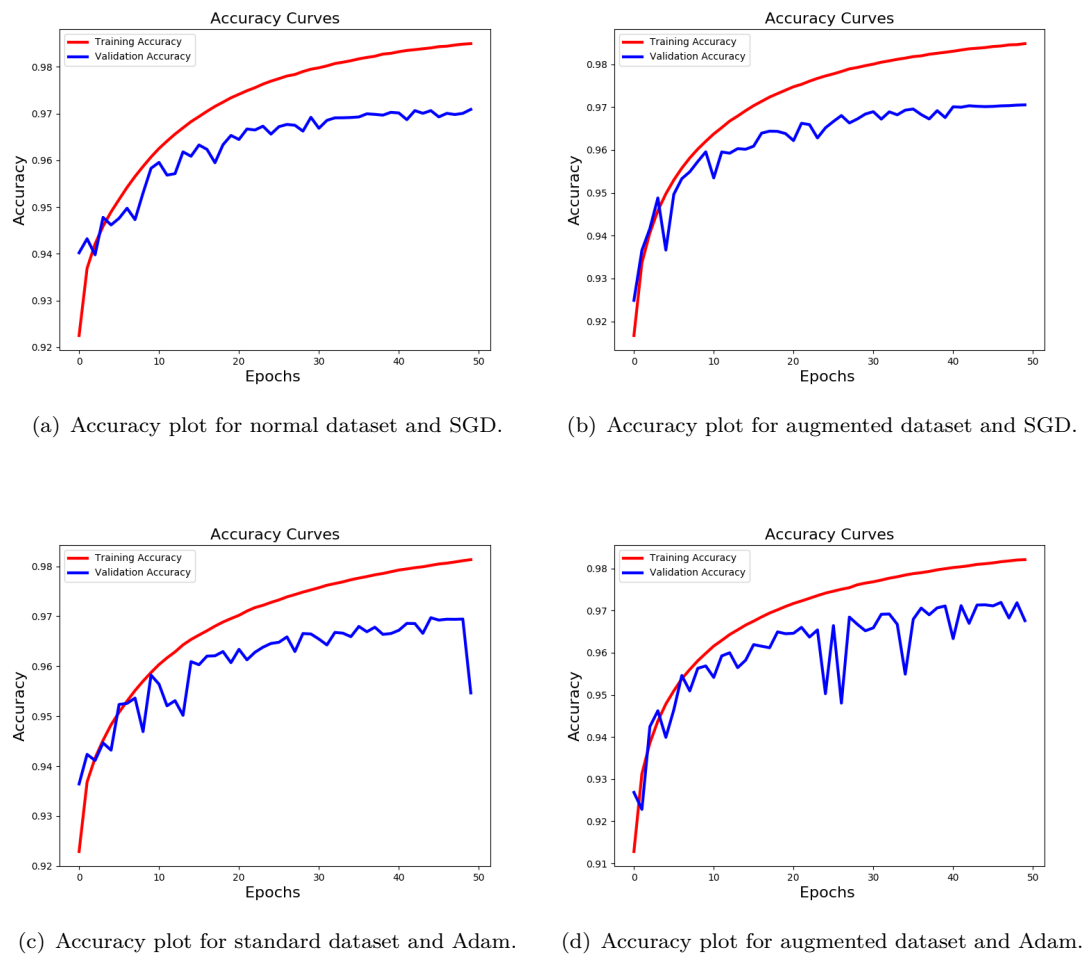 Accuracy Curves
Training Accuracy
Validation Accuracy
0.98
0.97
0.96
0.95
0.94
0.93
0.92
Accuracy
0 10 20 30 40 50
Epochs
(a) Accuracy plot for normal dataset and SGD.
Accuracy Curves
Training Accuracy
Validation Accuracy
0.98
0.97
0.96
0.95
0.94
0.93
0.92
Accuracy
0 10 20 30 40 50
Epochs
(b) Accuracy plot for augmented dataset and SGD.
Accuracy Curves
Training Accuracy
Validation Accuracy
0.98
0.97
0.96
0.95
0.94
0.93
0.92
Accuracy
0 10 20 30 40 50
Epochs
(c) Accuracy plot for standard dataset and Adam.
Accuracy Curves
Training Accuracy
Validation Accuracy
0.98
0.97
0.96
0.95
0.94
0.93
0.92
0.91
Accuracy
0 10 20 30 40 50
Epochs
(d) Accuracy plot for augmented dataset and Adam.